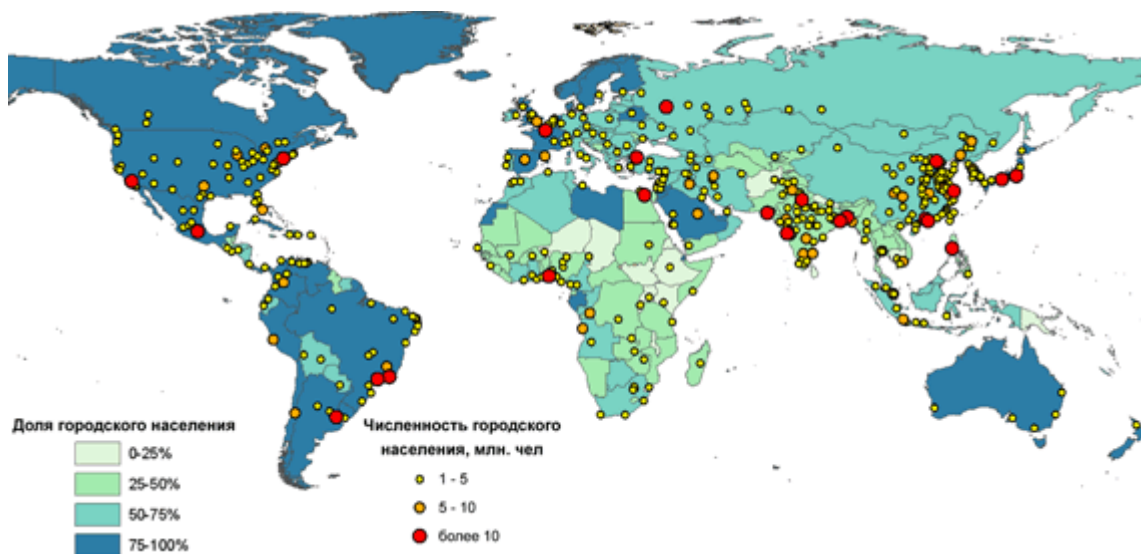 Доля городского населения
0-25%
25-50%
50-75%
75-100%
Численность городского
населения, млн. чел
1 - 5
5 - 10
более 10